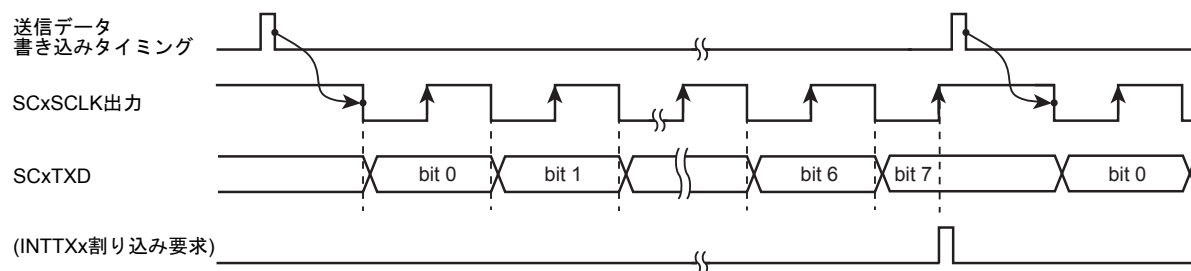 送信データ
書き込みタイミング
SCxSCLK出力
SCxTXD
bit 0
bit 1
bit 6
bit 7
bit 0
(INTTXx割り込み要求)